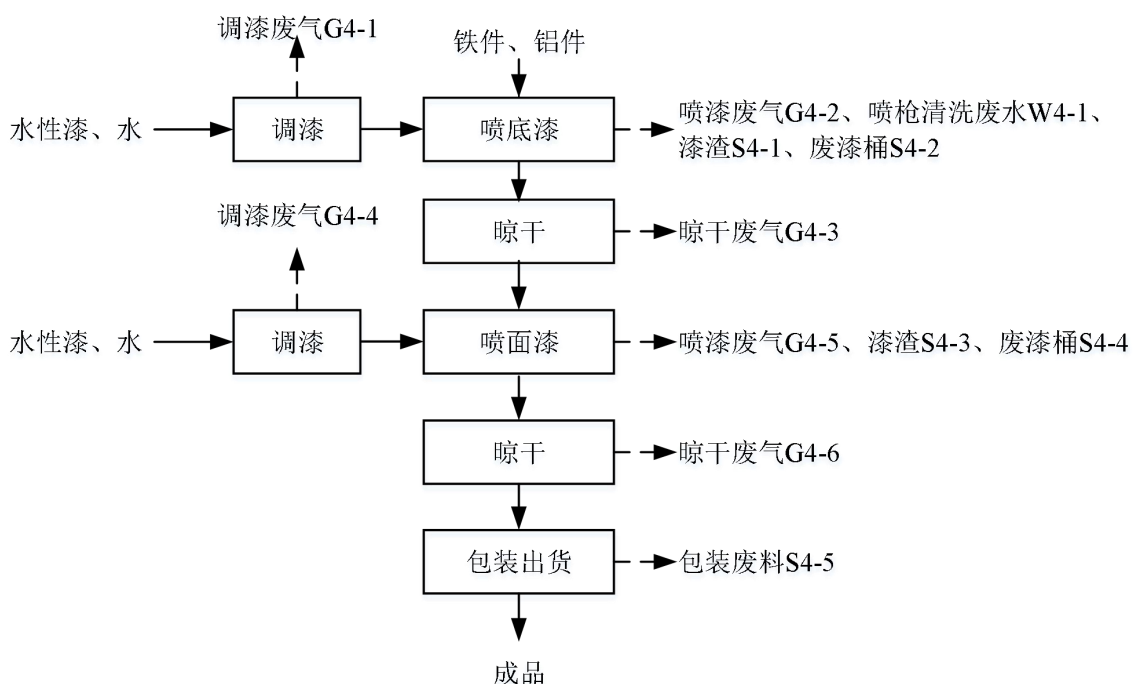 调漆废气G4-1
铁件、铝件
水性漆、水
调漆
喷底漆
喷漆废气G4-2、喷枪清洗废水W4-1、
漆渣S4-1、废漆桶S4-2
调漆废气G4-4
晾干
晾干废气G4-3
水性漆、水
调漆
喷面漆
喷漆废气G4-5、漆渣S4-3、废漆桶S4-4
晾干
晾干废气G4-6
包装出货
包装废料S4-5
成品